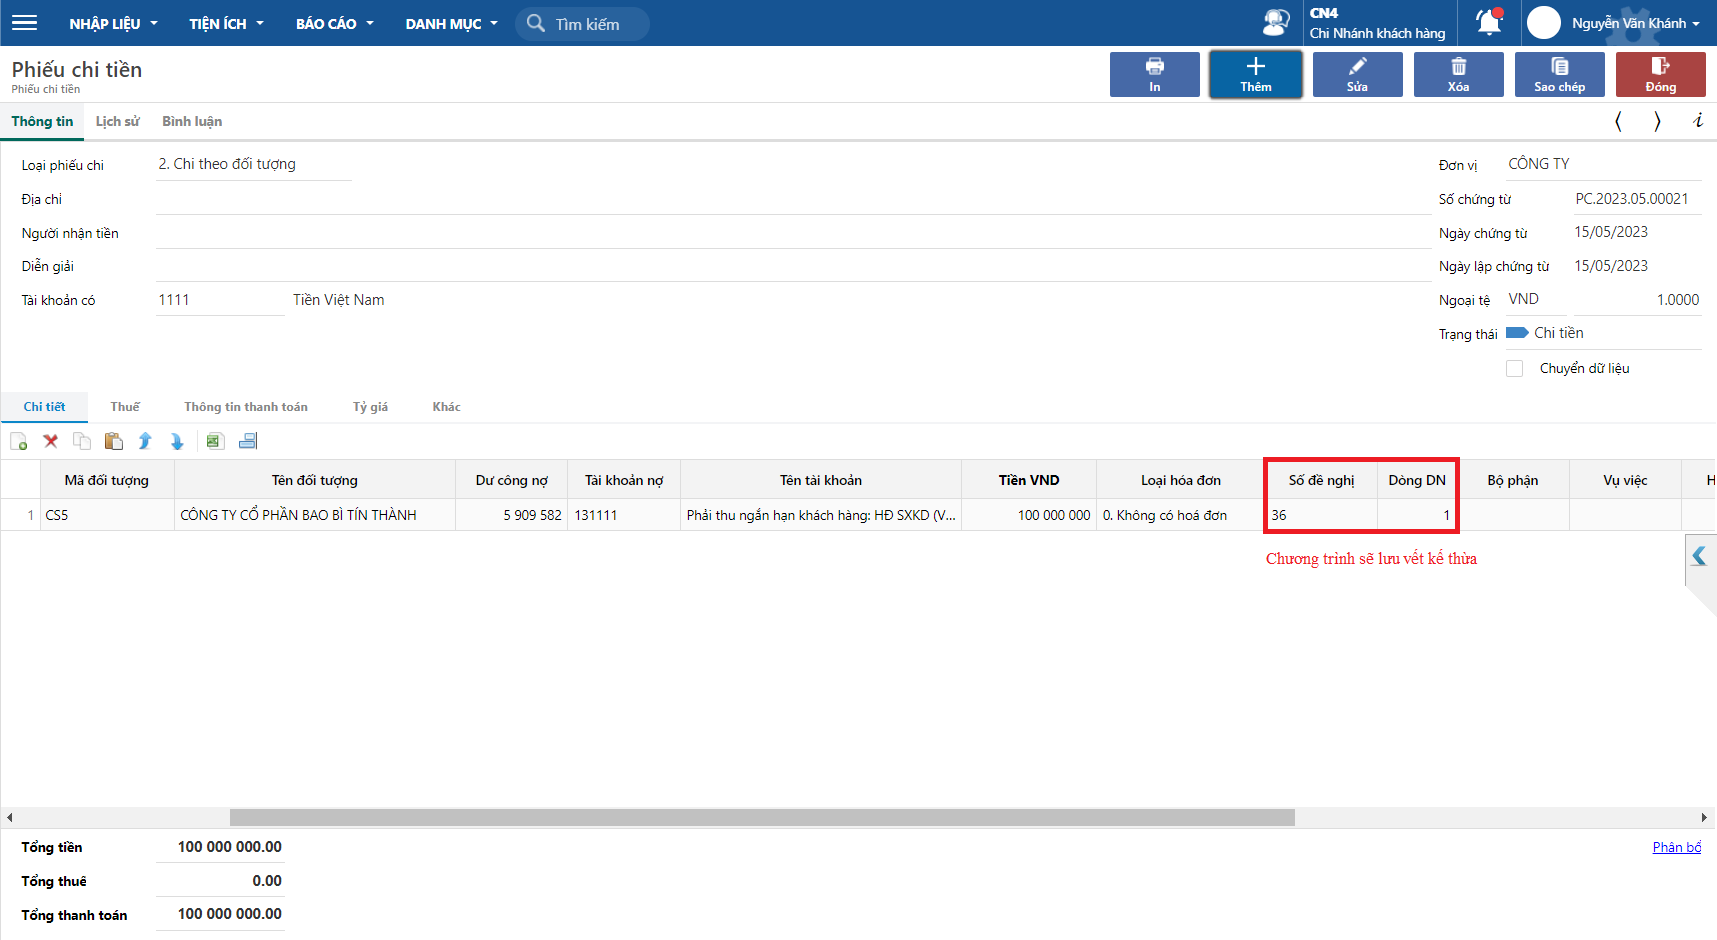 NHẬP LIỆU TIỆN ÍCH BÁO CÁO DANH MỤC Tìm kiếm CN4 Nguyễn Văn Khánh
Chi Nhánh khách hàng
Phiếu chi tiền
Phiếu chi tiền
In Thêm Sửa Xóa Sao chép Đóng
Thông tin Lịch sử Bình luận
Loại phiếu chi 2. Chi theo đối tượng Đơn vị CÔNG TY
Địa chỉ Số chứng từ PC.2023.05.00021
Người nhận tiền Ngày chứng từ 15/05/2023
Diễn giải Ngày lập chứng từ 15/05/2023
Tài khoản có 1111 Tiền Việt Nam Ngoại tệ VND 1.0000
Trạng thái Chi tiền
Chuyển dữ liệu
Chi tiết Thuế Thông tin thanh toán Tỷ giá Khác
Mã đối tượng Tên đối tượng Dư công nợ Tài khoản nợ Tên tài khoản Tiền VND Loại hóa đơn Số đề nghị Dòng DN Bộ phận Vụ việc H
1 CS5 CÔNG TY CỔ PHẦN BAO BÌ TÍN THÀNH 5 909 582 131111 Phải thu ngắn hạn khách hàng: HĐ SXKD (V... 100 000 000 0. Không có hoá đơn 36 1
Chương trình sẽ lưu vết kế thừa
Tổng tiền 100 000 000.00 Phân bổ
Tổng thuế 0.00
Tổng thanh toán 100 000 000.00